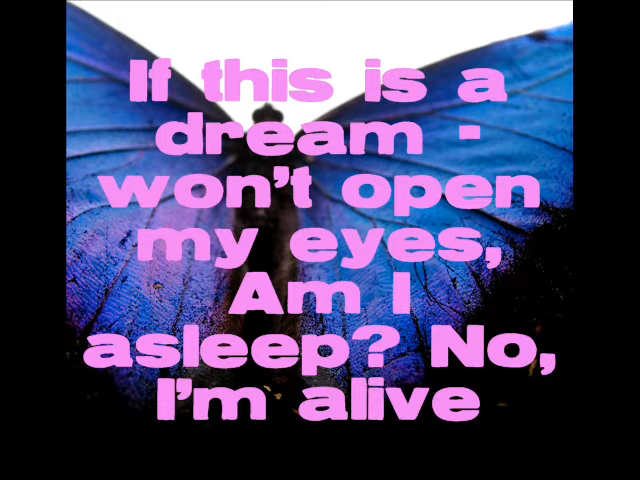 If this is a
dream -
won't open
my eyes,
Am I
asleep? No,
I'm alive